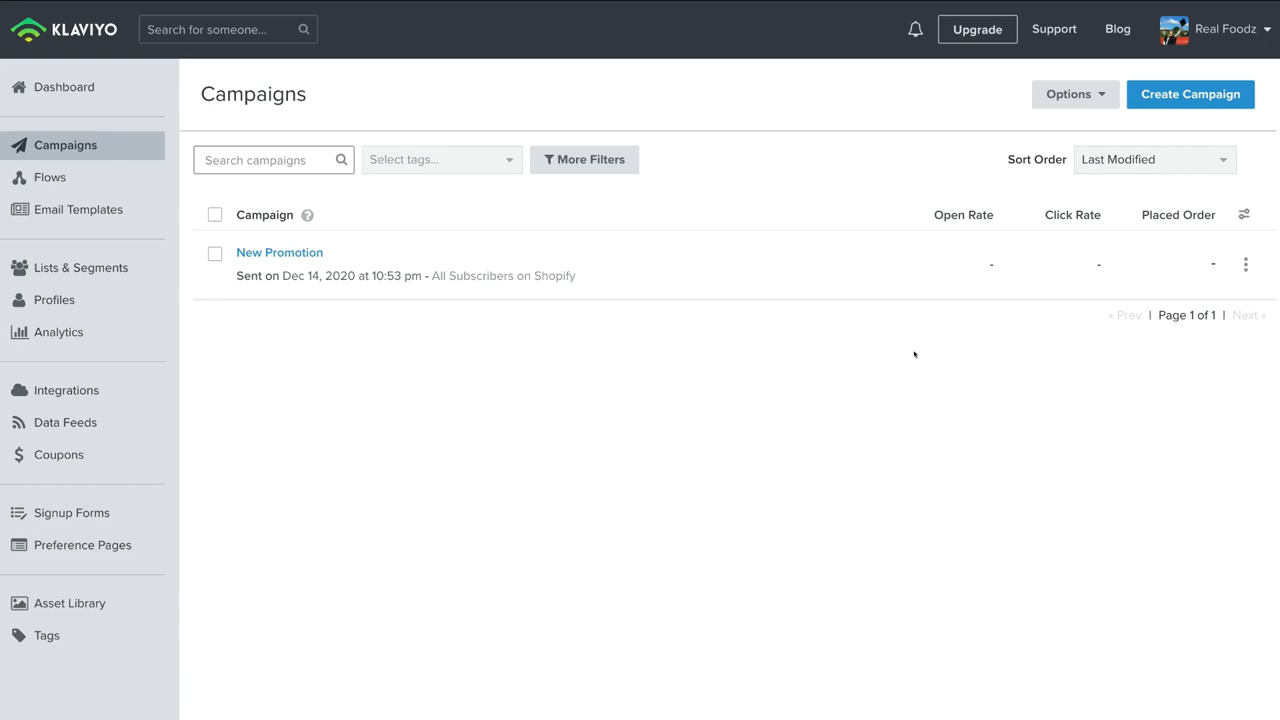 KLAVIYO
Search for someone...
Upgrade
Support
Blog
Real Foodz
Dashboard
Campaigns
Flows
Email Templates
Lists & Segments
Profiles
Analytics
Integrations
Data Feeds
Coupons
Signup Forms
Preference Pages
Asset Library
Tags
Campaigns
Options
Create Campaign
Search campaigns
Select tags...
More Filters
Sort Order
Last Modified
Campaign ?
Open Rate
Click Rate
Placed Order
New Promotion
Sent on Dec 14, 2020 at 10:53 pm - All Subscribers on Shopify
- - -
« Prev | Page 1 of 1 | Next »